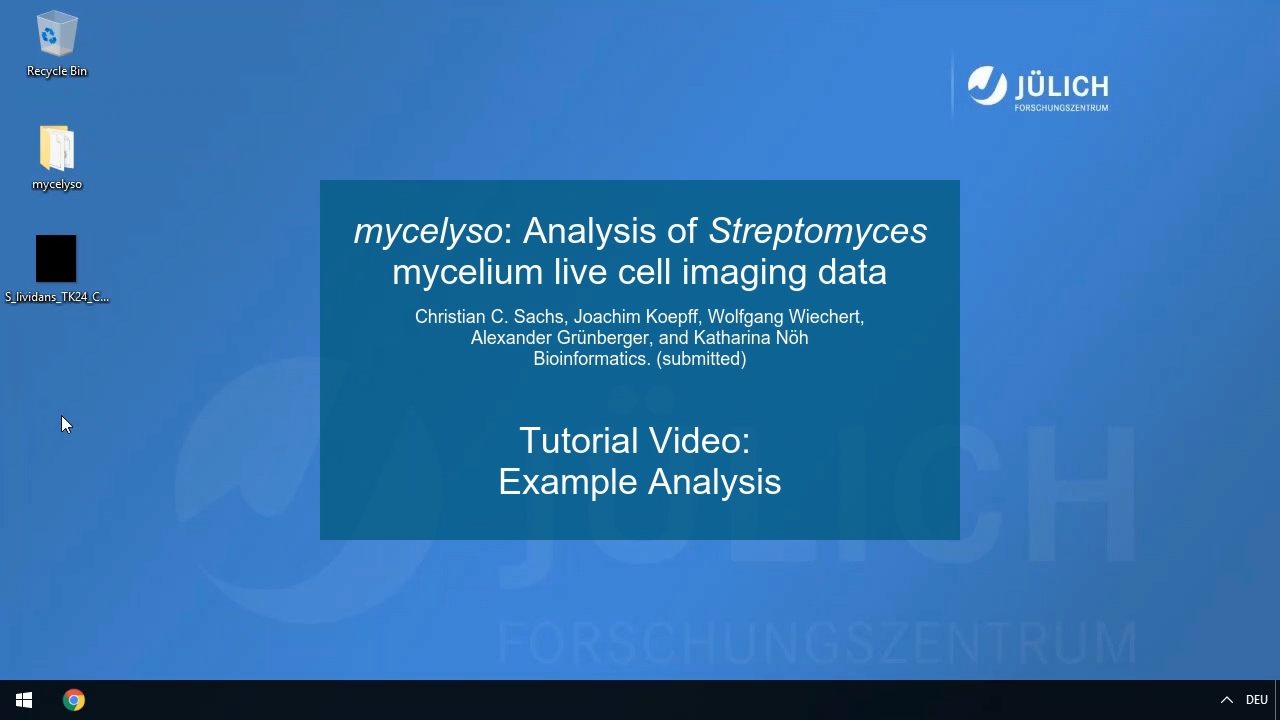 Recycle Bin
mycelyso
S_lividans_TK24_C...
JÜLICH
FORSCHUNGSZENTRUM
mycelyso: Analysis of Streptomyces
mycelium live cell imaging data
Christian C. Sachs, Joachim Koepff, Wolfgang Wiechert,
Alexander Grünberger, and Katharina Nöh
Bioinformatics. (submitted)
Tutorial Video:
Example Analysis
JÜLICH
FORSCHUNGSZENTRUM
DEU